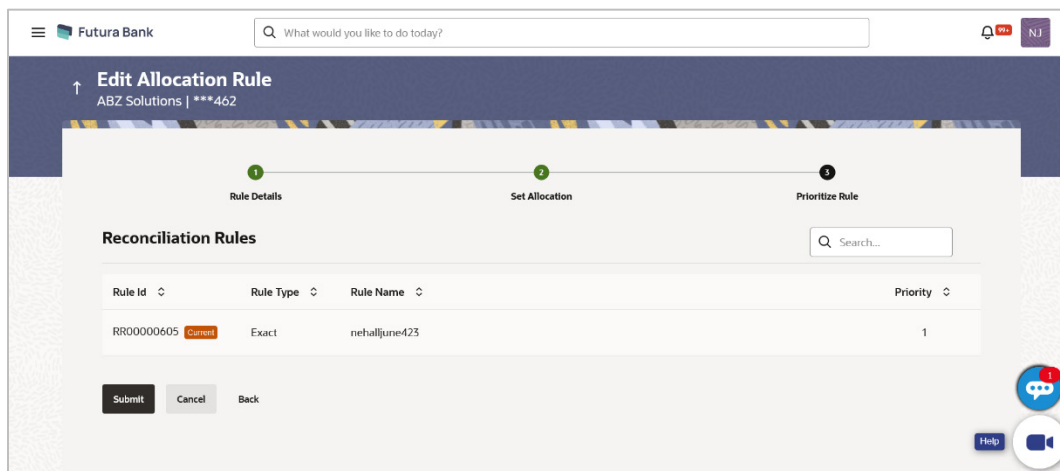 Futura Bank
What would you like to do today?
99+
NJ
Edit Allocation Rule
ABZ Solutions | ***462
1
2
3
Rule Details
Set Allocation
Prioritize Rule
Reconciliation Rules
Search...
Rule Id
Rule Type
Rule Name
Priority
RR00000605 Current
Exact
nehalljune423
1
Submit
Cancel
Back
1
Help